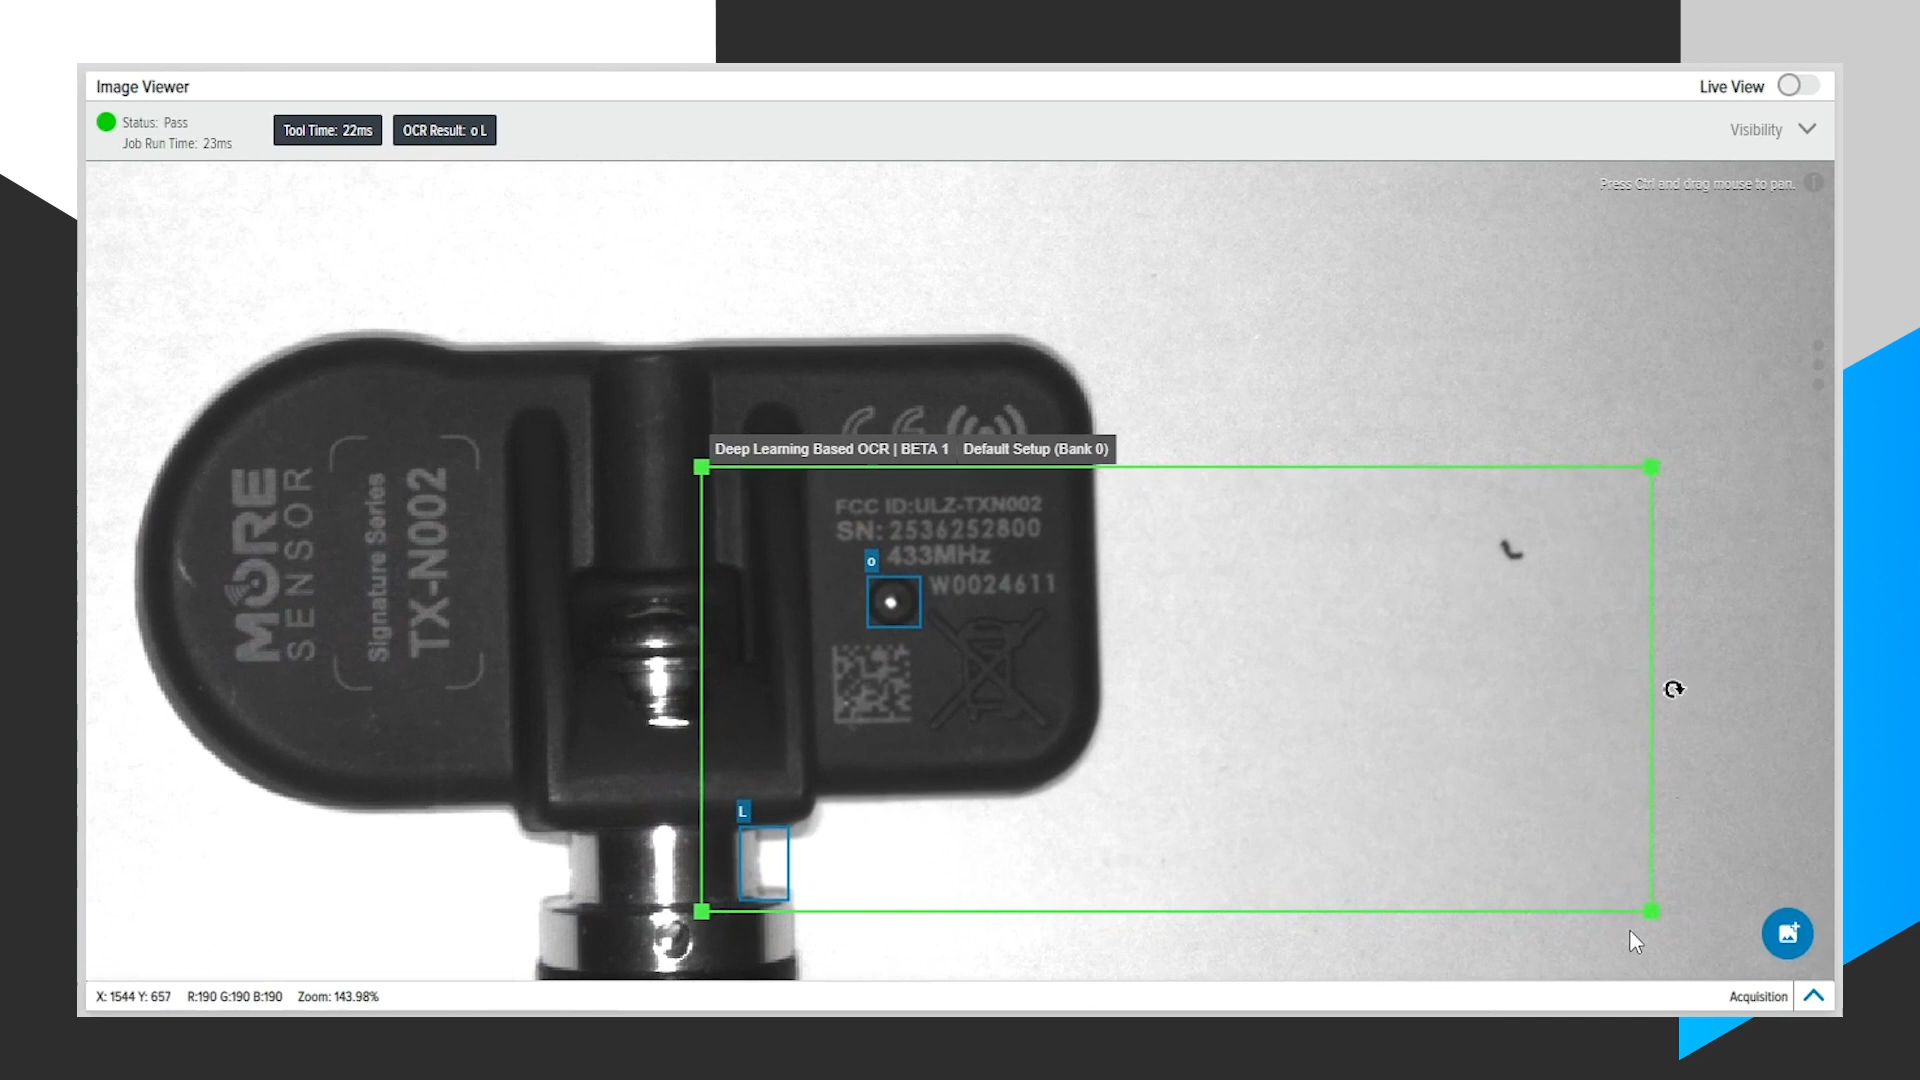 Image Viewer
Live View
Status: Pass
Job Run Time: 23ms
Tool Time: 22ms
OCR Result: o L
Visibility
Press Ctrl and drag mouse to pan.
Deep Learning Based OCR | BETA 1 Default Setup (Bank 0)
MORE
SENSOR
Signature Series
TX-N002
FCC ID:ULZ-TXN002
SN: 2536252800
433MHz
o
W0024611
L
X: 1544 Y: 657 R:190 G:190 B:190 Zoom: 143.98%
Acquisition